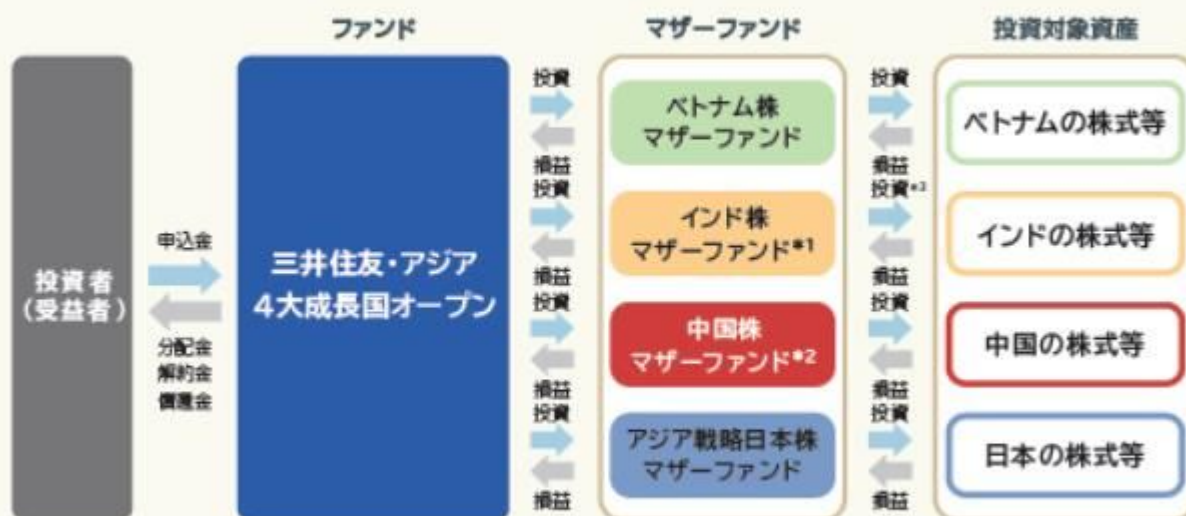 ファンド
マザーファンド
投資対象資産
投資者
(受益者)
申込金
分配金
解約金
償還金
三井住友・アジア
4大成長国オープン
投資
損益
投資
損益
投資
損益
投資
損益
ベトナム株
マザーファンド
インド株
マザーファンド*1
中国株
マザーファンド*2
アジア戦略日本株
マザーファンド
投資
損益
投資*3
損益
投資
損益
投資
損益
ベトナムの株式等
インドの株式等
中国の株式等
日本の株式等